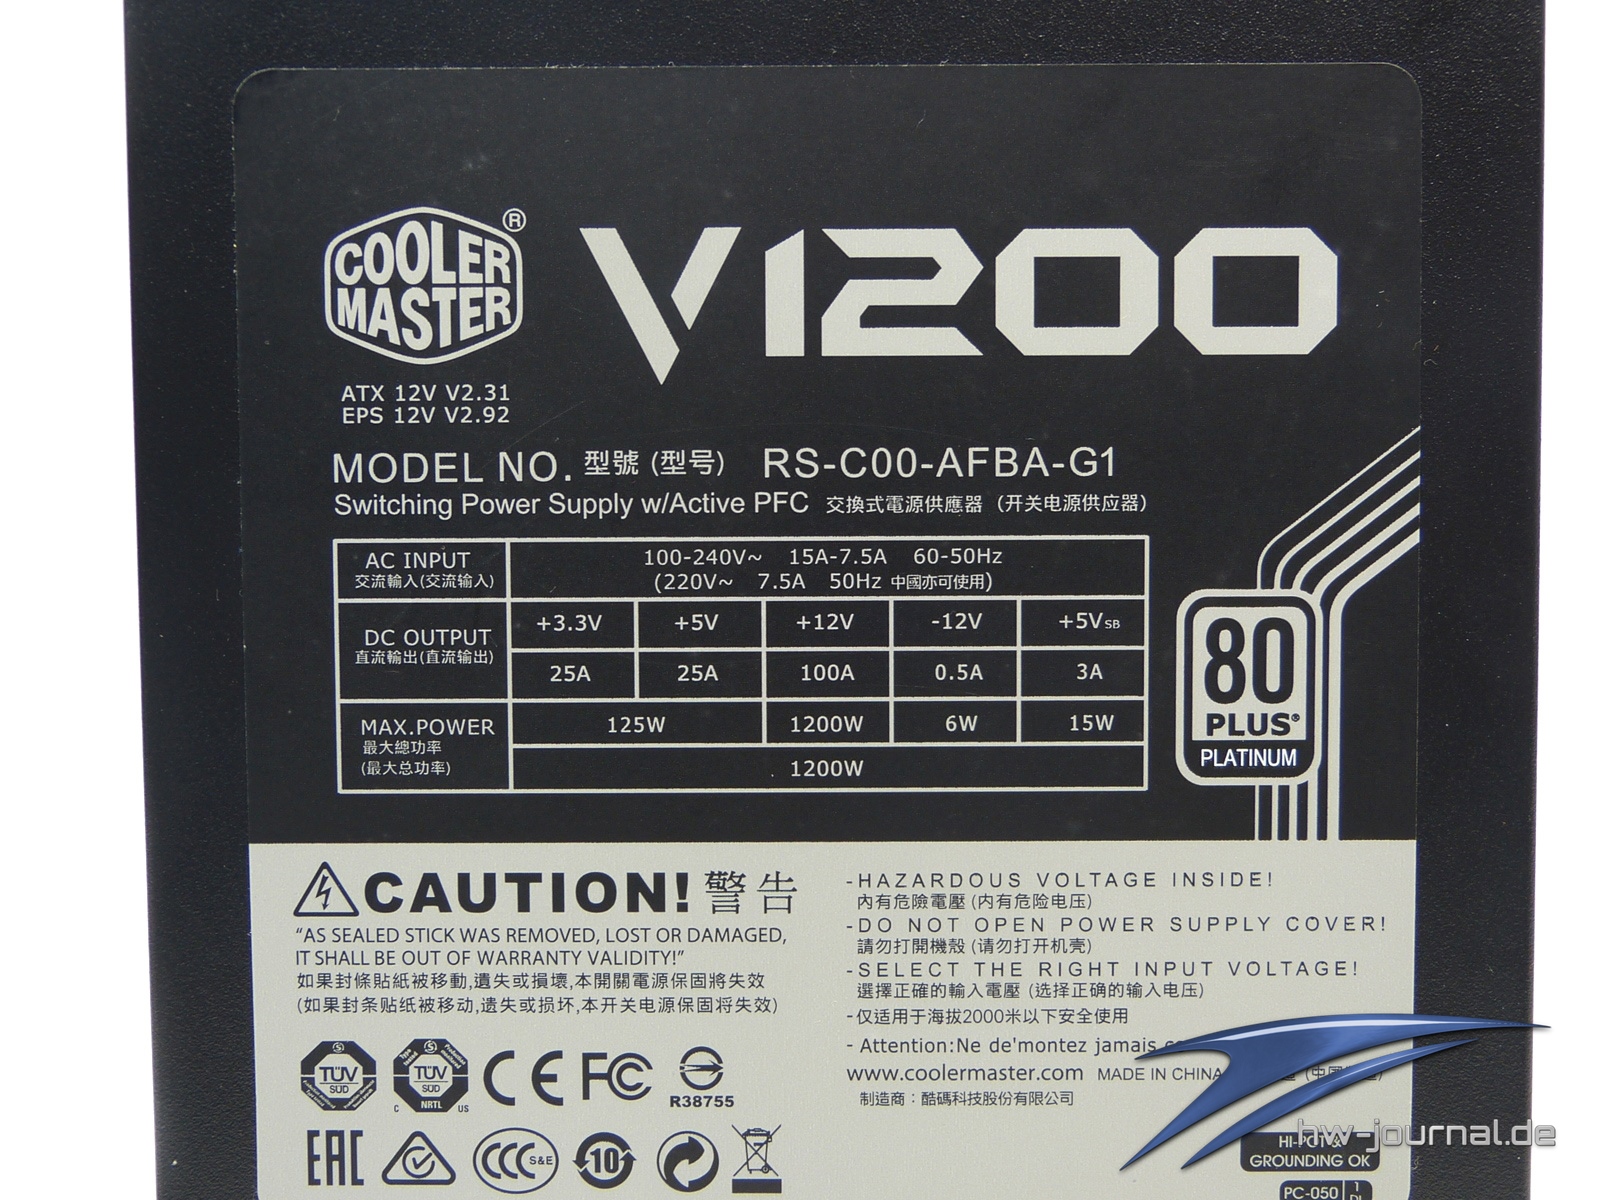 COOLER MASTER ®
V1200
ATX 12V V2.31
EPS 12V V2.92
MODEL NO. 型號 (型号) RS-C00-AFBA-G1
Switching Power Supply w/Active PFC 交換式電源供應器 (开关电源供应器)
AC INPUT 100-240V~ 15A-7.5A 60-50Hz
交流輸入(交流输入) (220V~ 7.5A 50Hz 中國亦可使用)
DC OUTPUT +3.3V +5V +12V -12V +5VSB
直流輸出(直流输出) 25A 25A 100A 0.5A 3A
MAX.POWER 125W 1200W 6W 15W
最大總功率
(最大总功率) 1200W
80
PLUS®
PLATINUM
CAUTION! 警告
"AS SEALED STICK WAS REMOVED, LOST OR DAMAGED,
IT SHALL BE OUT OF WARRANTY VALIDITY!"
如果封條貼紙被移動,遺失或損壞,本開關電源保固將失效
(如果封条贴纸被移动,遗失或损坏,本开关电源保固将失效)
-HAZARDOUS VOLTAGE INSIDE!
內有危險電壓 (内有危险电压)
-DO NOT OPEN POWER SUPPLY COVER!
請勿打開機殼 (请勿打开机壳)
-SELECT THE RIGHT INPUT VOLTAGE!
選擇正確的輸入電壓 (选择正确的输入电压)
-仅适用于海拔2000米以下安全使用
- Attention:Ne de'montez jamais
www.coolermaster.com MADE IN CHINA
制造商：酷碼科技股份有限公司
TÜV SÜD
TÜV SÜD NRTL C US
CE FC
R38755
EAC
CCC S&E
10
HI-POT &
GROUNDING OK
PC-050 1
hw-journal.de